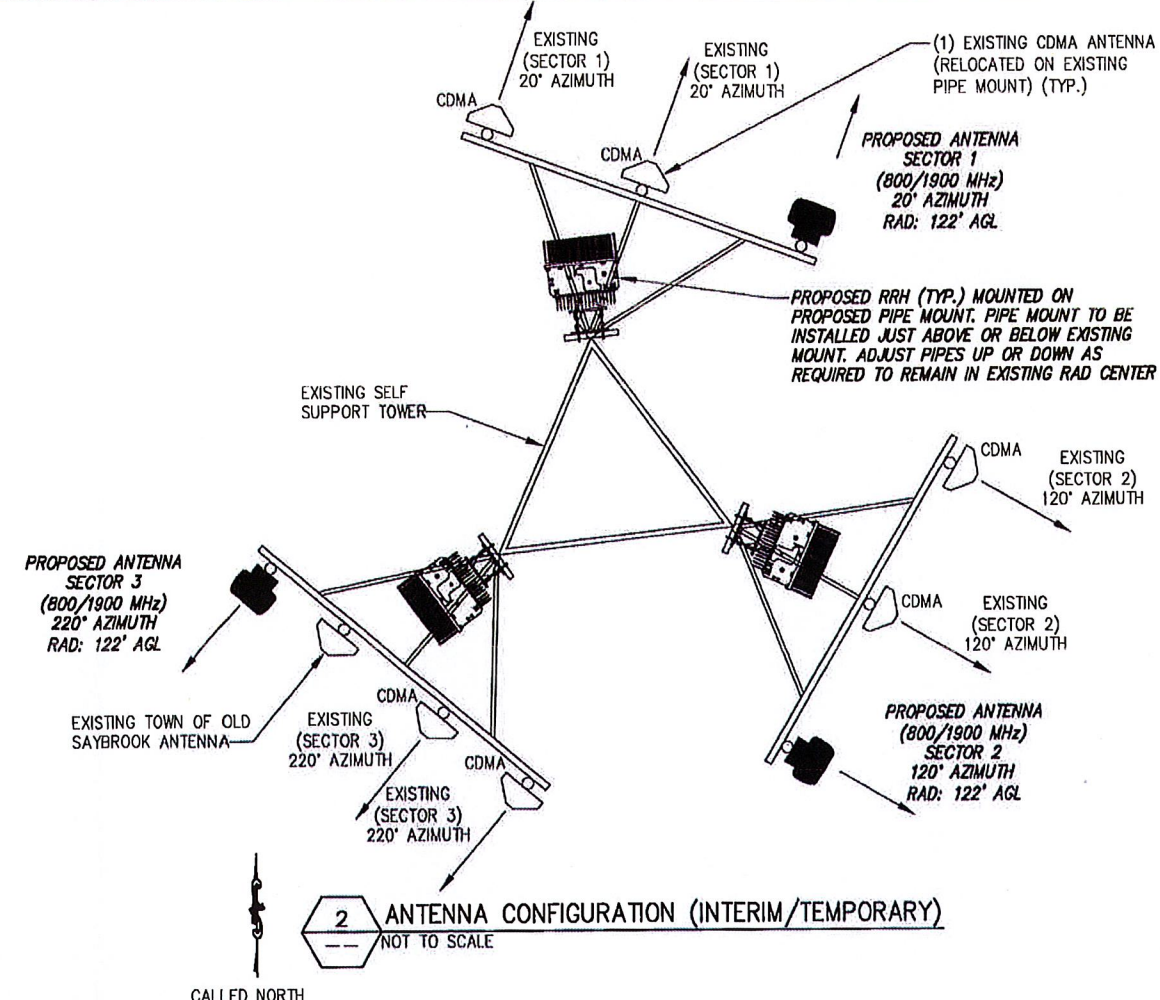 EXISTING
(SECTOR 1)
20° AZIMUTH
EXISTING
(SECTOR 1)
20° AZIMUTH
(1) EXISTING CDMA ANTENNA
(RELOCATED ON EXISTING
PIPE MOUNT) (TYP.)
CDMA
CDMA
PROPOSED ANTENNA
SECTOR 1
(800/1900 MHz)
20° AZIMUTH
RAD: 122' AGL
PROPOSED RRH (TYP.) MOUNTED ON
PROPOSED PIPE MOUNT. PIPE MOUNT TO BE
INSTALLED JUST ABOVE OR BELOW EXISTING
MOUNT. ADJUST PIPES UP OR DOWN AS
REQUIRED TO REMAIN IN EXISTING RAD CENTER
EXISTING SELF
SUPPORT TOWER
CDMA
EXISTING
(SECTOR 2)
120° AZIMUTH
CDMA
EXISTING
(SECTOR 2)
120° AZIMUTH
PROPOSED ANTENNA
SECTOR 3
(800/1900 MHz)
220° AZIMUTH
RAD: 122' AGL
EXISTING TOWN OF OLD
SAYBROOK ANTENNA
CDMA
EXISTING
(SECTOR 3)
220° AZIMUTH
CDMA
EXISTING
(SECTOR 3)
220° AZIMUTH
PROPOSED ANTENNA
(800/1900 MHz)
SECTOR 2
120° AZIMUTH
RAD: 122' AGL
2
--
ANTENNA CONFIGURATION (INTERIM/TEMPORARY)
NOT TO SCALE
CALLED NORTH